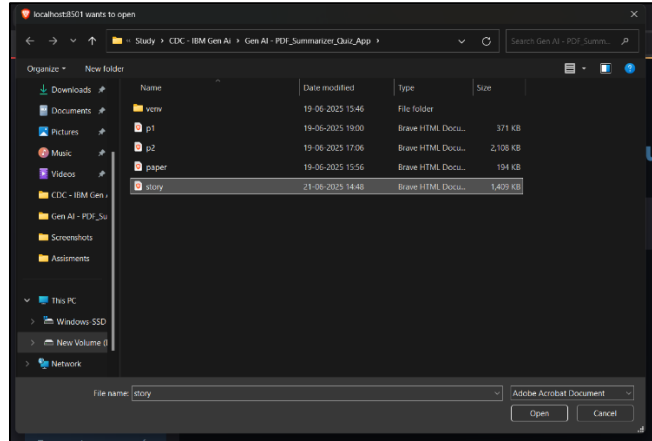 localhost:8501 wants to open
« Study › CDC - IBM Gen Ai › Gen AI - PDF_Summarizer_Quiz_App ›
Search Gen AI - PDF_Summ...
Organize
New folder
Name Date modified Type Size
Downloads
Documents
Pictures
Music
Videos
CDC - IBM Gen
Gen AI - PDF_Su
Screenshots
Assisments
This PC
Windows-SSD
New Volume (
Network
venv 19-06-2025 15:46 File folder
p1 19-06-2025 19:00 Brave HTML Docu... 371 KB
p2 19-06-2025 17:06 Brave HTML Docu... 2,108 KB
paper 19-06-2025 15:56 Brave HTML Docu... 194 KB
story 21-06-2025 14:48 Brave HTML Docu... 1,409 KB
File name: story
Adobe Acrobat Document
Open Cancel